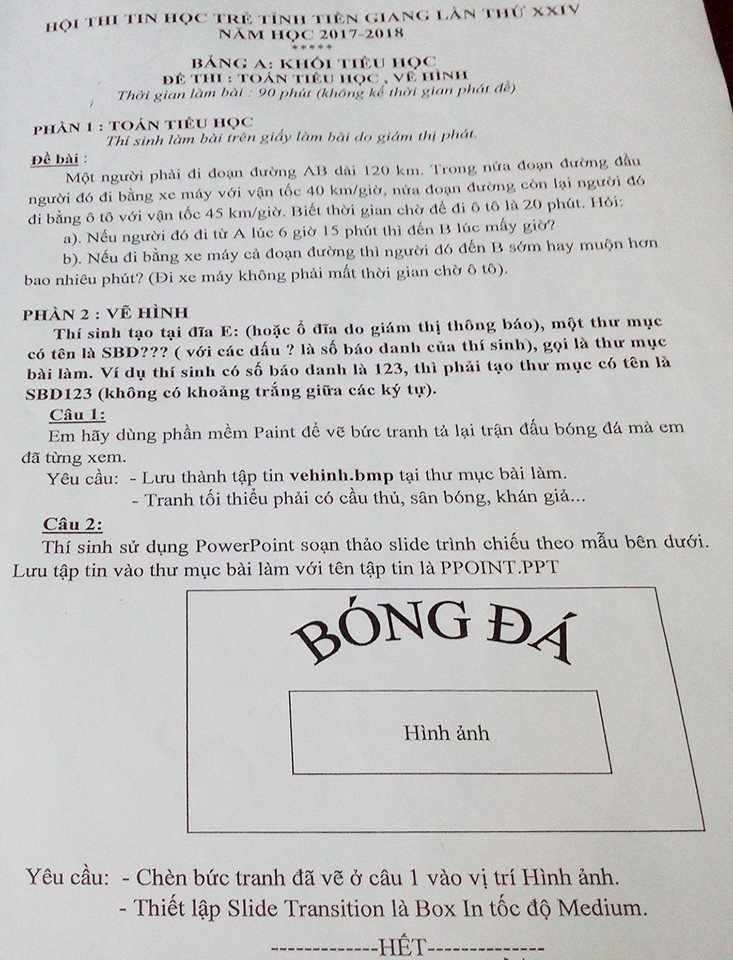 HỘI THI TIN HỌC TRẺ TỈNH TIỀN GIANG LẦN THỨ XXIV
NĂM HỌC 2017-2018
*****
BẢNG A: KHỐI TIỂU HỌC
ĐỀ THI : TOÁN TIỂU HỌC , VẼ HÌNH
Thời gian làm bài : 90 phút (không kể thời gian phát đề)
PHẦN 1 : TOÁN TIỂU HỌC
Thí sinh làm bài trên giấy làm bài do giám thị phát.
Đề bài :
Một người phải đi đoạn đường AB dài 120 km. Trong nửa đoạn đường đầu
người đó đi bằng xe máy với vận tốc 40 km/giờ, nửa đoạn đường còn lại người đó
đi bằng ô tô với vận tốc 45 km/giờ. Biết thời gian chờ để đi ô tô là 20 phút. Hỏi:
a). Nếu người đó đi từ A lúc 6 giờ 15 phút thì đến B lúc mấy giờ?
b). Nếu đi bằng xe máy cả đoạn đường thì người đó đến B sớm hay muộn hơn
bao nhiêu phút? (Đi xe máy không phải mất thời gian chờ ô tô).
PHẦN 2 : VẼ HÌNH
Thí sinh tạo tại đĩa E: (hoặc ổ đĩa do giám thị thông báo), một thư mục
có tên là SBD??? ( với các dấu ? là số báo danh của thí sinh), gọi là thư mục
bài làm. Ví dụ thí sinh có số báo danh là 123, thì phải tạo thư mục có tên là
SBD123 (không có khoảng trắng giữa các ký tự).
Câu 1:
Em hãy dùng phần mềm Paint để vẽ bức tranh tả lại trận đấu bóng đá mà em
đã từng xem.
Yêu cầu: - Lưu thành tập tin vehinh.bmp tại thư mục bài làm.
- Tranh tối thiểu phải có cầu thủ, sân bóng, khán giả...
Câu 2:
Thí sinh sử dụng PowerPoint soạn thảo slide trình chiếu theo mẫu bên dưới.
Lưu tập tin vào thư mục bài làm với tên tập tin là PPOINT.PPT
BÓNG ĐÁ
Hình ảnh
Yêu cầu: - Chèn bức tranh đã vẽ ở câu 1 vào vị trí Hình ảnh.
- Thiết lập Slide Transition là Box In tốc độ Medium.
-------------HẾT--------------